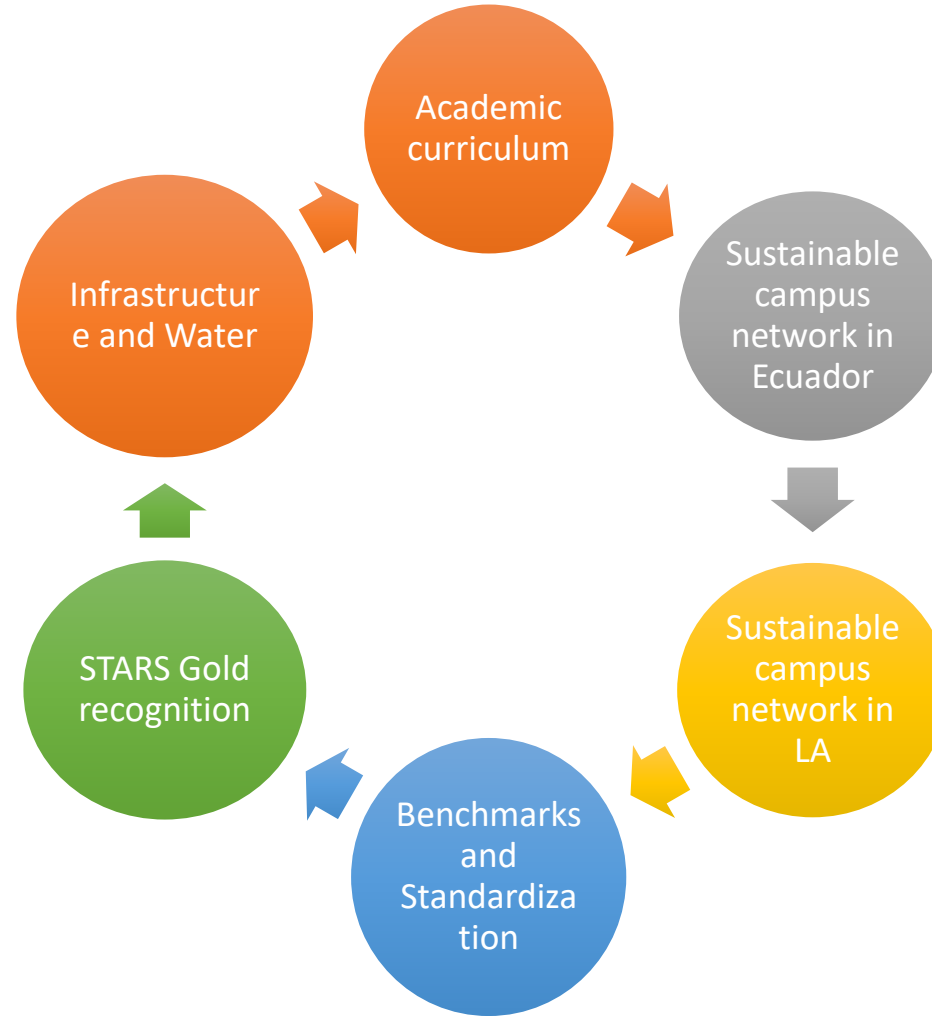 Academic
curriculum
Sustainable
campus
network in
Ecuador
Sustainable
campus
network in
LA
Benchmarks
and
Standardiza
tion
STARS Gold
recognition
Infrastructur
e and Water